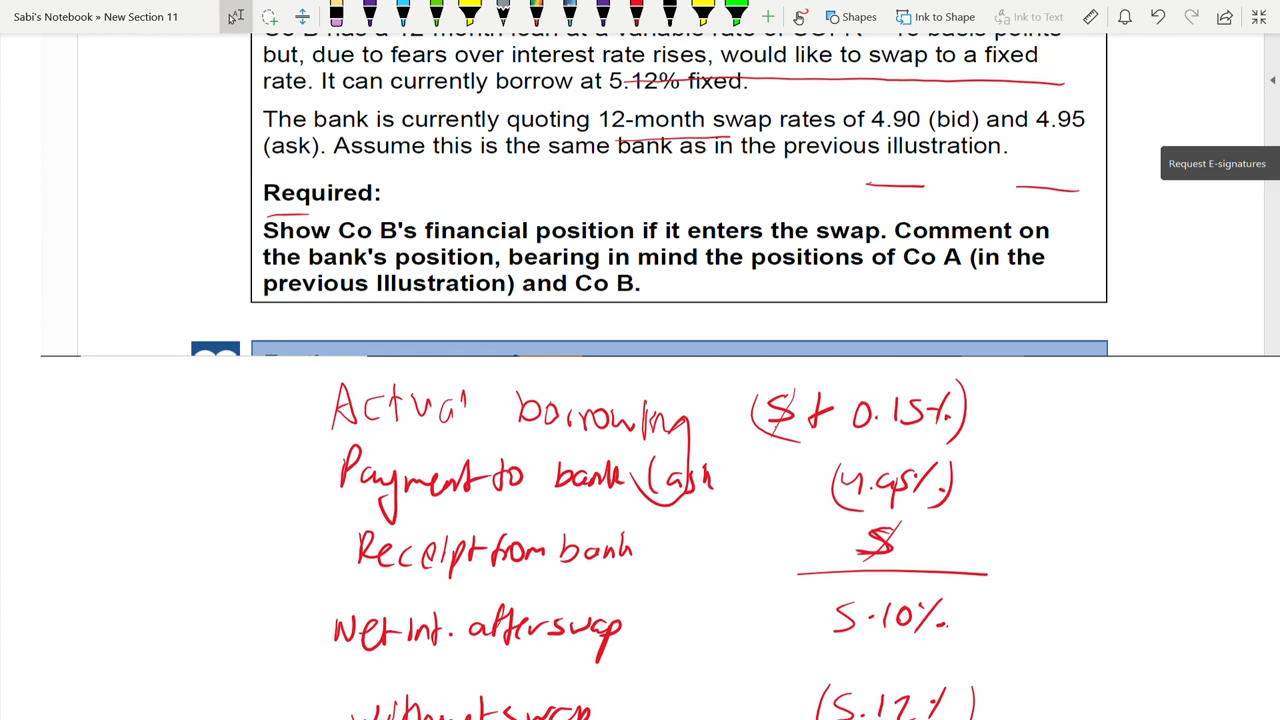 Sabi's Notebook » New Section 11
Shapes
Ink to Shape
Ink to Text
but, due to fears over interest rate rises, would like to swap to a fixed
rate. It can currently borrow at 5.12% fixed.
The bank is currently quoting 12-month swap rates of 4.90 (bid) and 4.95
(ask). Assume this is the same bank as in the previous illustration.
Request E-signatures
Required:
Show Co B's financial position if it enters the swap. Comment on
the bank's position, bearing in mind the positions of Co A (in the
previous Illustration) and Co B.
Actual borrowing (S + 0.15%)
Payment to bank (ask (4.95%)
Receipt from bank S
Net int. after swap 5.10%
without swap (5.12%)